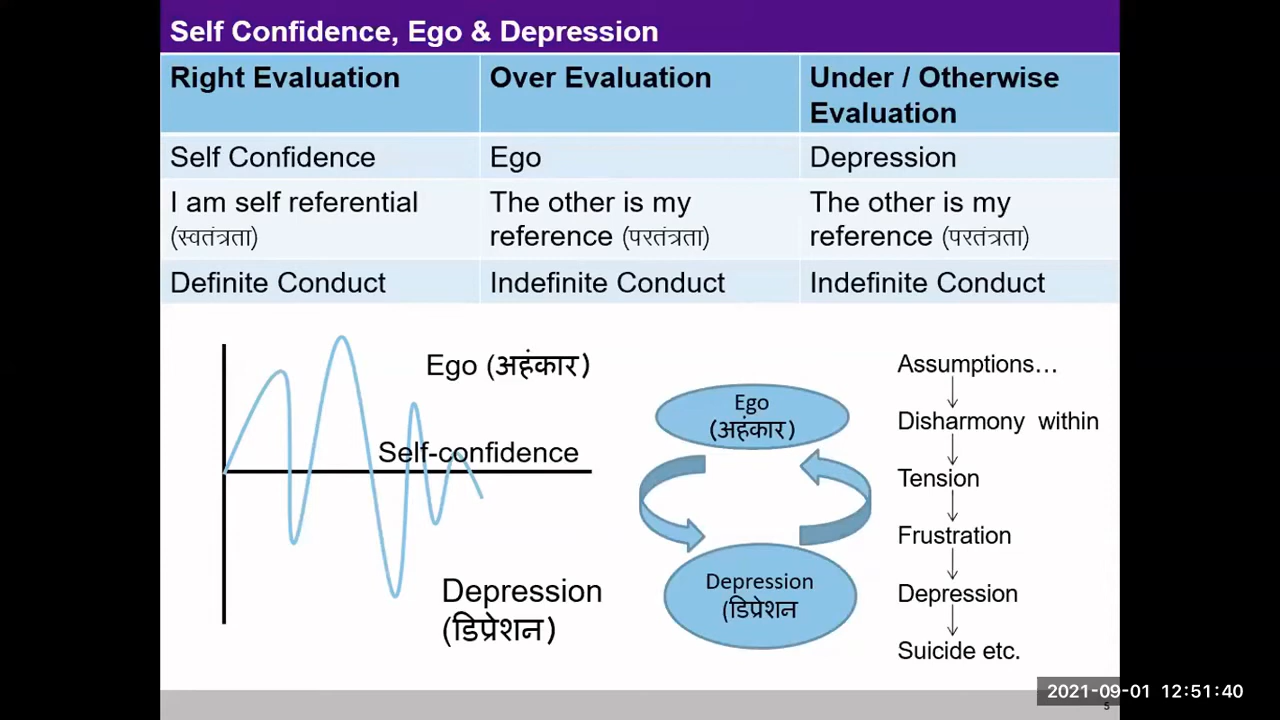 Self Confidence, Ego & Depression
Right Evaluation
Over Evaluation
Under / Otherwise
Evaluation
Self Confidence
Ego
Depression
I am self referential
(स्वतंत्रता)
The other is my
reference (परतंत्रता)
The other is my
reference (परतंत्रता)
Definite Conduct
Indefinite Conduct
Indefinite Conduct
Ego (अहंकार)
Self-confidence
Depression
(डिप्रेशन)
Ego
(अहंकार)
Depression
(डिप्रेशन
Assumptions…
Disharmony within
Tension
Frustration
Depression
Suicide etc.
2021-09-01 12:51:40
5